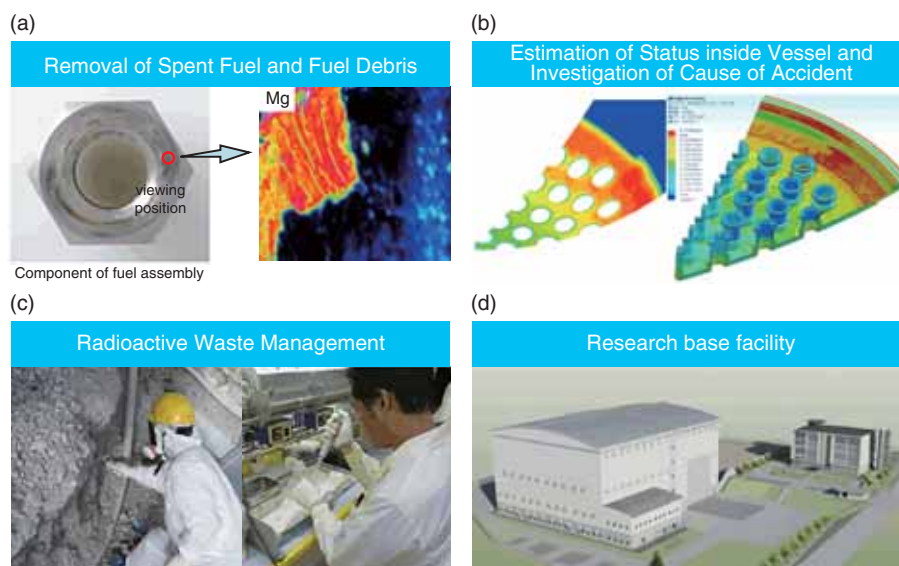 (a)
Removal of Spent Fuel and Fuel Debris
Mg
viewing
position
Component of fuel assembly
(b)
Estimation of Status inside Vessel and
Investigation of Cause of Accident
(c)
Radioactive Waste Management
(d)
Research base facility